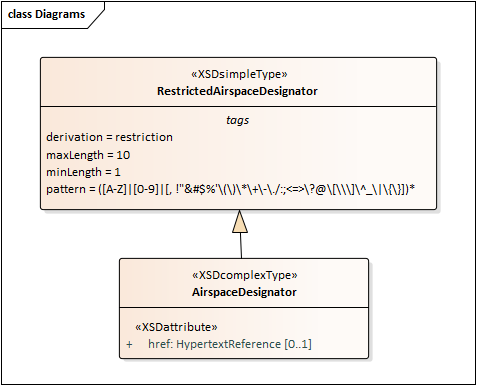 class Diagrams
«XSDsimpleType»
RestrictedAirspaceDesignator
tags
derivation = restriction
maxLength = 10
minLength = 1
pattern = ([A-Z]|[0-9]|[, !"&#$%'\(\)\*\+\-\./:;<=>\?@\[\\\]\^_\|\{\}])*
«XSDcomplexType»
AirspaceDesignator
«XSDattribute»
+ href: HypertextReference [0..1]